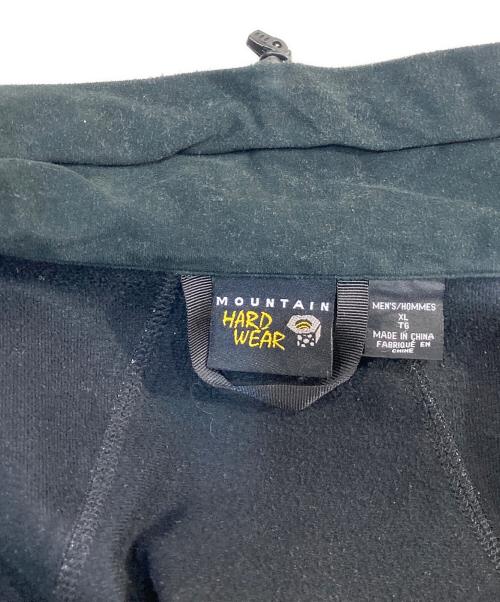 MOUNTAIN
HARD
WEAR
MEN'S/HOMMES
XL
TG
MADE IN CHINA
FABRIQUÉ EN
CHINE